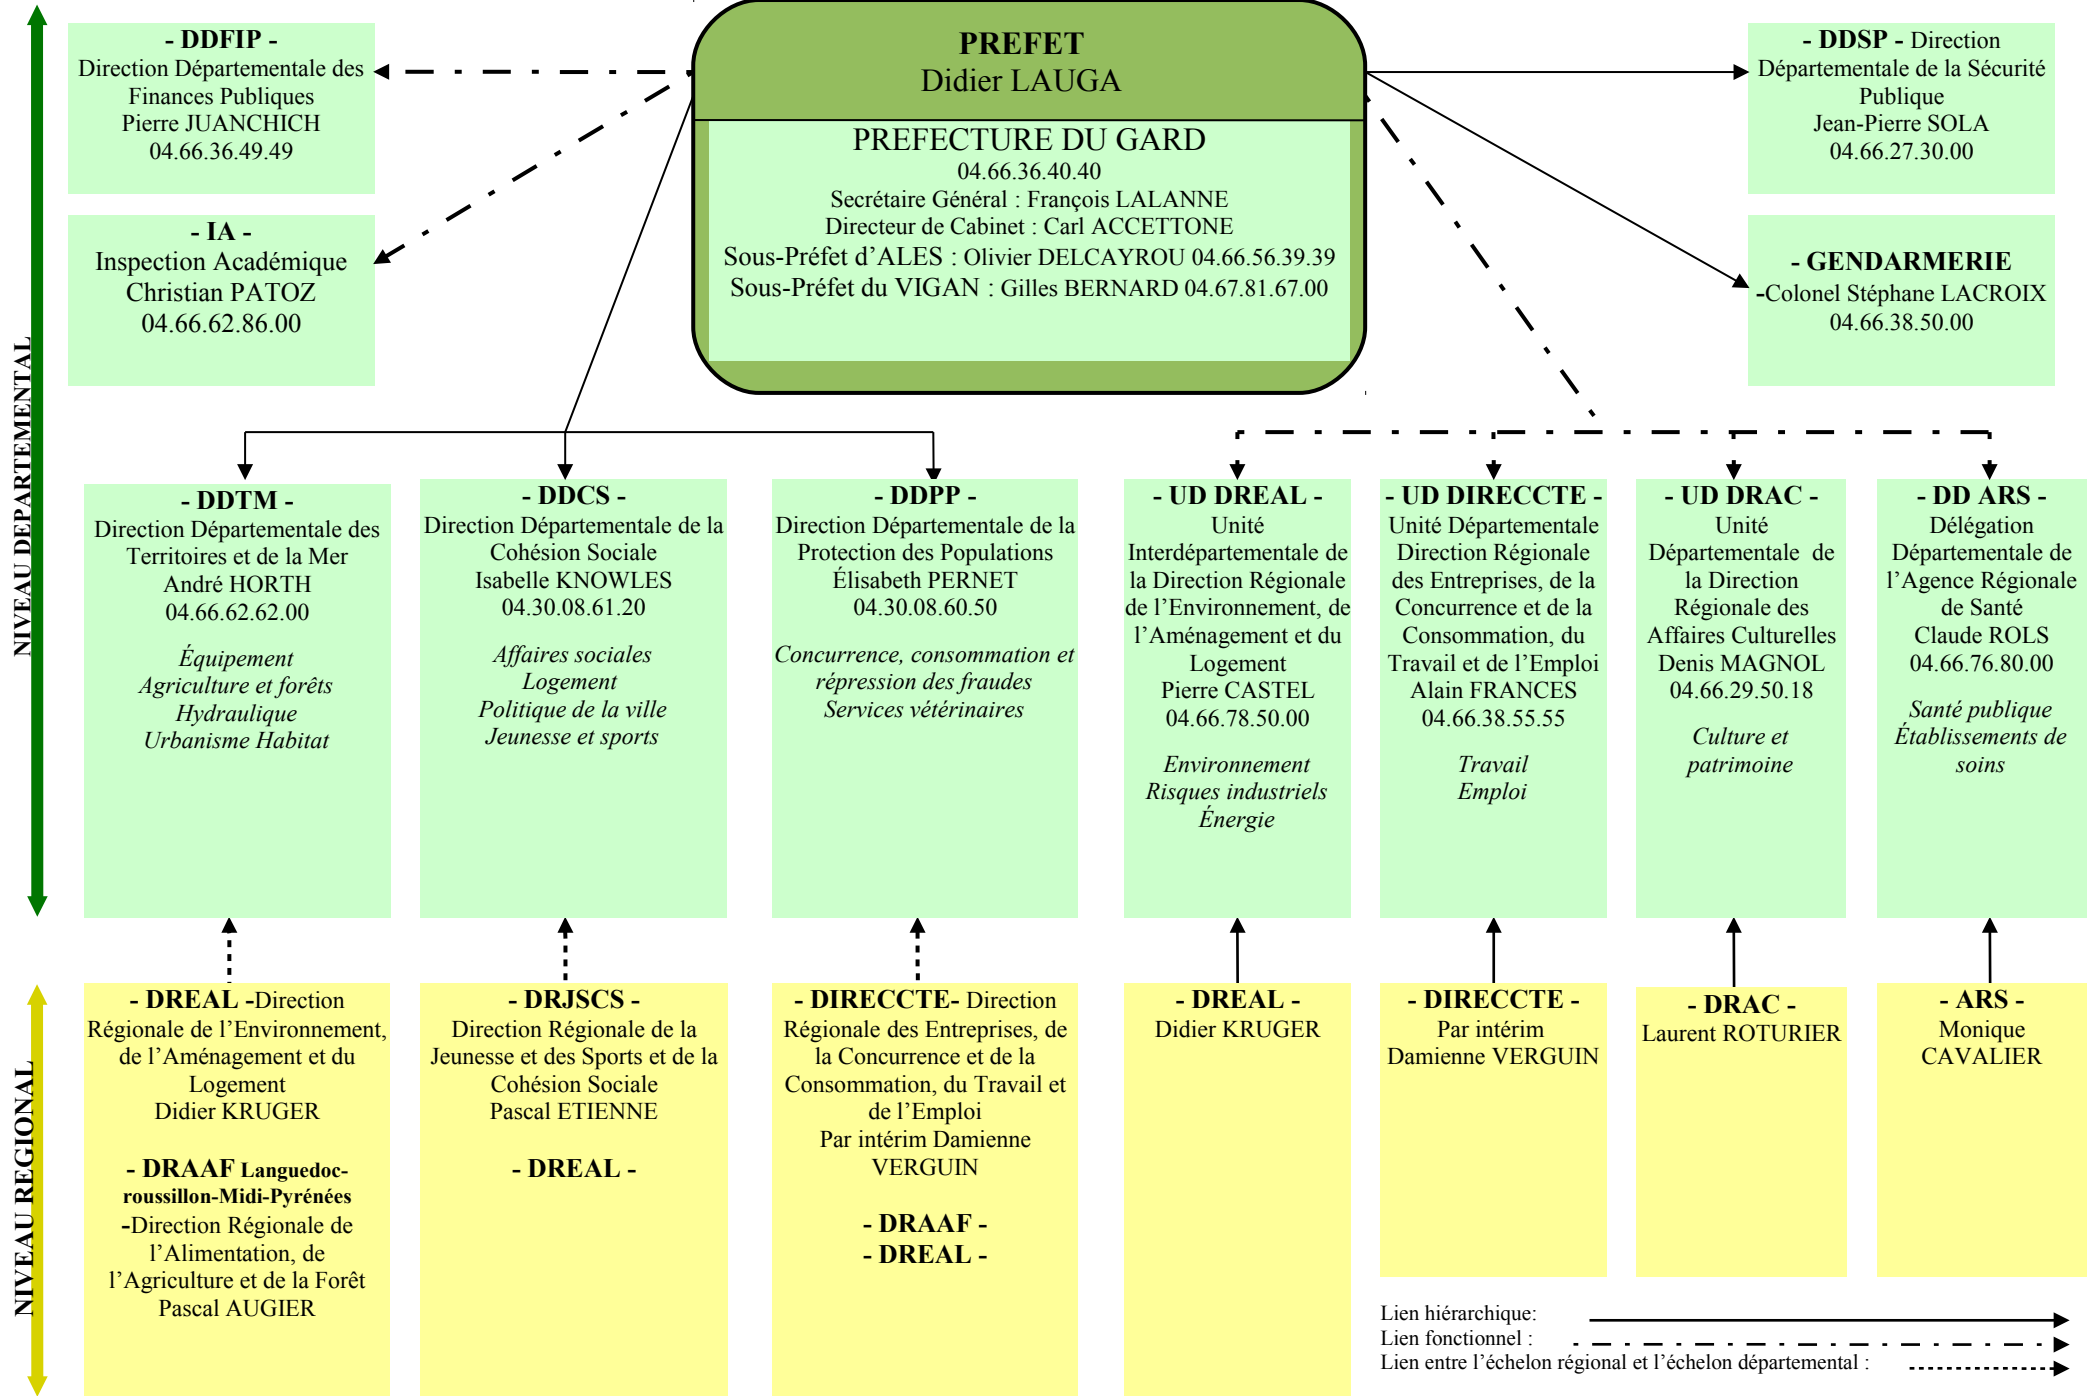 NIVEAU DEPARTEMENTAL
- DDFIP -
Direction Départementale des
Finances Publiques
Pierre JUANCHICH
04.66.36.49.49
- IA -
Inspection Académique
Christian PATOZ
04.66.62.86.00
PREFET
Didier LAUGA
PREFECTURE DU GARD
04.66.36.40.40
Secrétaire Général : François LALANNE
Directeur de Cabinet : Carl ACCETTONE
Sous-Préfet d’ALES : Olivier DELCAYROU 04.66.56.39.39
Sous-Préfet du VIGAN : Gilles BERNARD 04.67.81.67.00
- DDSP - Direction
Départementale de la Sécurité
Publique
Jean-Pierre SOLA
04.66.27.30.00
- GENDARMERIE
-Colonel Stéphane LACROIX
04.66.38.50.00
- DDTM -
Direction Départementale des
Territoires et de la Mer
André HORTH
04.66.62.62.00
Équipement
Agriculture et forêts
Hydraulique
Urbanisme Habitat
- DDCS -
Direction Départementale de la
Cohésion Sociale
Isabelle KNOWLES
04.30.08.61.20
Affaires sociales
Logement
Politique de la ville
Jeunesse et sports
- DDPP -
Direction Départementale de la
Protection des Populations
Élisabeth PERNET
04.30.08.60.50
Concurrence, consommation et
répression des fraudes
Services vétérinaires
- UD DREAL -
Unité
Interdépartementale de
la Direction Régionale
de l’Environnement, de
l’Aménagement et du
Logement
Pierre CASTEL
04.66.78.50.00
Environnement
Risques industriels
Énergie
- UD DIRECCTE -
Unité Départementale
Direction Régionale
des Entreprises, de la
Concurrence et de la
Consommation, du
Travail et de l’Emploi
Alain FRANCES
04.66.38.55.55
Travail
Emploi
- UD DRAC -
Unité
Départementale de
la Direction
Régionale des
Affaires Culturelles
Denis MAGNOL
04.66.29.50.18
Culture et
patrimoine
- DD ARS -
Délégation
Départementale de
l’Agence Régionale
de Santé
Claude ROLS
04.66.76.80.00
Santé publique
Établissements de
soins
NIVEAU REGIONAL
- DREAL -Direction
Régionale de l’Environnement,
de l’Aménagement et du
Logement
Didier KRUGER
- DRAAF Languedoc-
roussillon-Midi-Pyrénées
-Direction Régionale de
l’Alimentation, de
l’Agriculture et de la Forêt
Pascal AUGIER
- DRJSCS -
Direction Régionale de la
Jeunesse et des Sports et de la
Cohésion Sociale
Pascal ETIENNE
- DREAL -
- DIRECCTE- Direction
Régionale des Entreprises, de
la Concurrence et de la
Consommation, du Travail et
de l’Emploi
Par intérim Damienne
VERGUIN
- DRAAF -
- DREAL -
- DREAL -
Didier KRUGER
- DIRECCTE -
Par intérim
Damienne VERGUIN
- DRAC -
Laurent ROTURIER
- ARS -
Monique
CAVALIER
Lien hiérarchique:
Lien fonctionnel :
Lien entre l’échelon régional et l’échelon départemental :